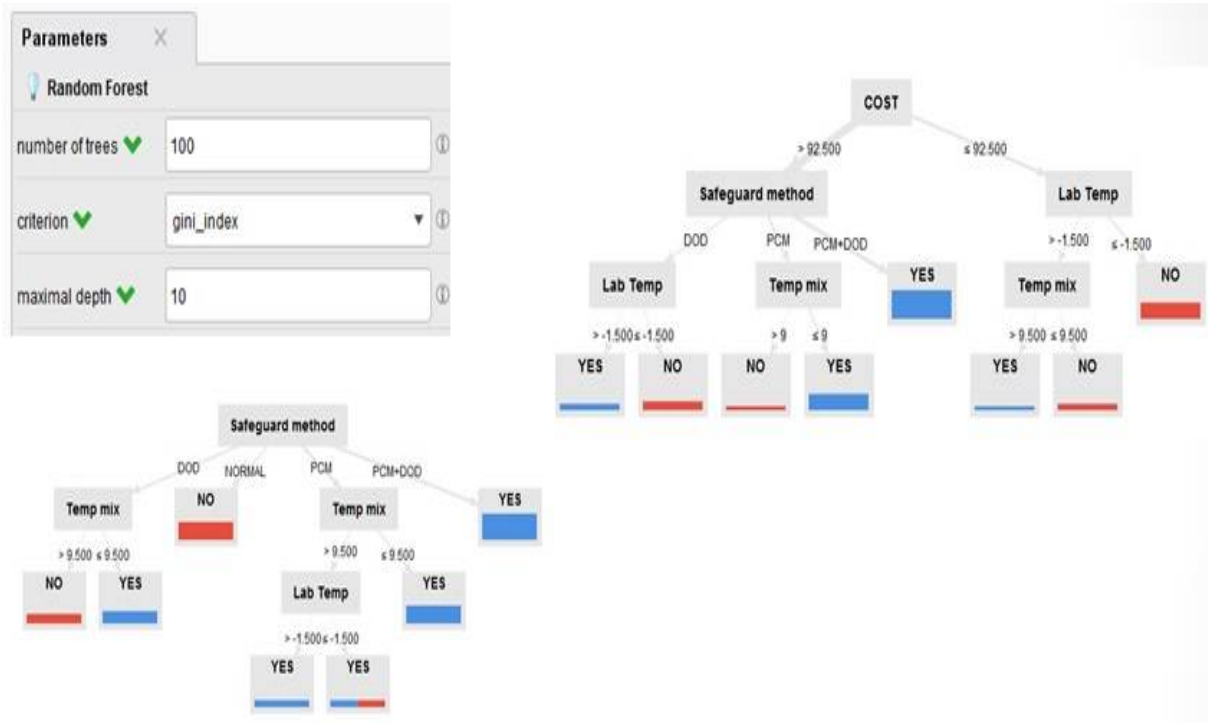 Parameters
Random Forest
number of trees 100
criterion gini_index
maximal depth 10
COST
> 92.500 ≤ 92.500
Safeguard method Lab Temp
DOD PCM PCM+DOD > -1.500 ≤ -1.500
Lab Temp Temp mix YES Temp mix NO
> -1.500 ≤ -1.500 > 9 ≤ 9 > 9.500 ≤ 9.500
YES NO NO YES YES NO
Safeguard method
DOD NORMAL PCM PCM+DOD
Temp mix NO Temp mix YES
> 9.500 ≤ 9.500 > 9.500 ≤ 9.500
NO YES Lab Temp YES
> -1.500 ≤ -1.500
YES YES